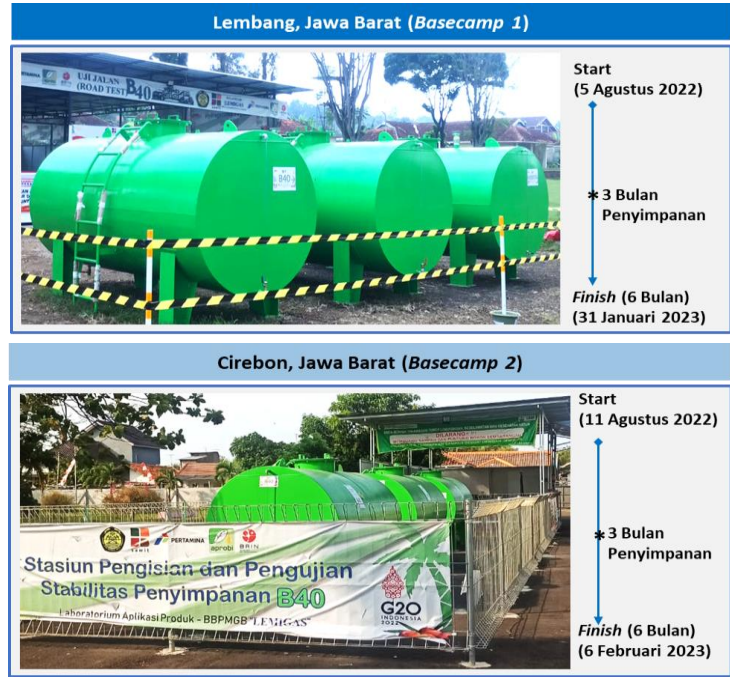 Lembang, Jawa Barat (Basecamp 1)
UJI JALAN
(ROAD TEST) B40
PERTAMINA
LEMIGAS
B40
Start
(5 Agustus 2022)
* 3 Bulan
Penyimpanan
Finish (6 Bulan)
(31 Januari 2023)
Cirebon, Jawa Barat (Basecamp 2)
DILARANG
PERTAMINA
aprobi
BRIN
Stasiun Pengisian dan Pengujian
Stabilitas Penyimpanan B40
Laboratorium Aplikasi Produk - BBPMGB "LEMIGAS"
G20
INDONESIA
2022
Start
(11 Agustus 2022)
* 3 Bulan
Penyimpanan
Finish (6 Bulan)
(6 Februari 2023)